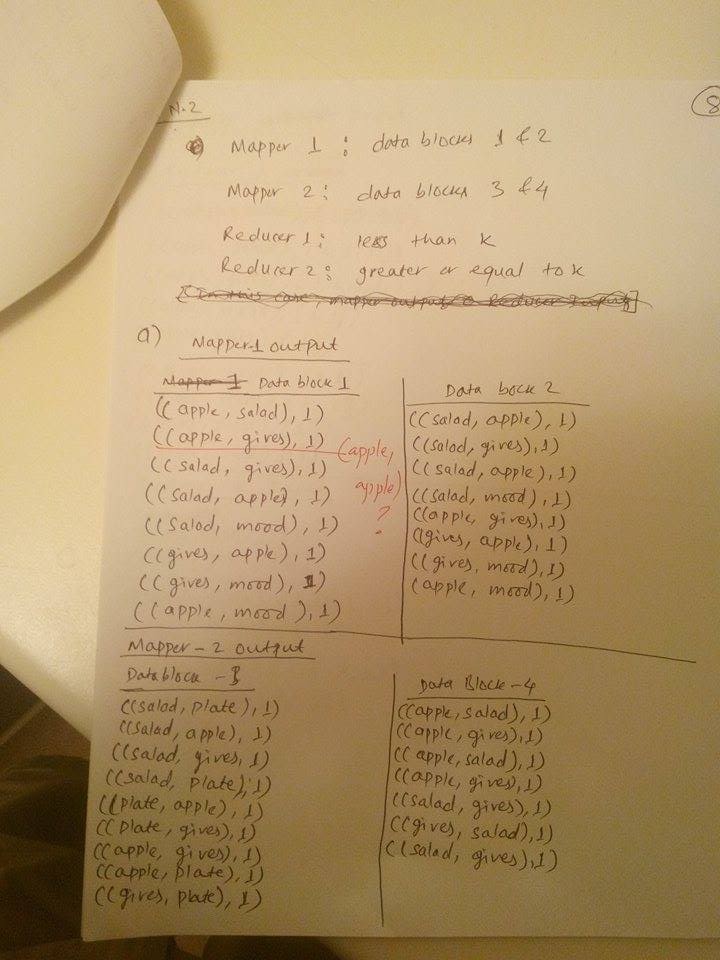 N.2
8
Mapper 1 : data blocks 1 & 2
Mapper 2 : data blocks 3 & 4
Reducer 1 : less than k
Reducer 2 : greater or equal to k
[In this case, mapper output Reducer
a) Mapper-1 output
Mapper-1 Data block 1
((apple, salad), 1)
((apple, gives), 1)
(apple, apple) ?
((salad, gives), 1)
((salad, apple), 1)
((salad, mood), 1)
((gives, apple), 1)
((gives, mood), 1)
((apple, mood), 1)
Data bock 2
((salad, apple), 1)
((salad, gives), 1)
((salad, apple), 1)
((salad, mood), 1)
((apple, gives), 1)
((gives, apple), 1)
((gives, mood), 1)
(apple, mood), 1)
Mapper-2 output
Datablock-3
((salad, plate), 1)
((salad, apple), 1)
((salad, gives, 1)
((salad, plate), 1)
((plate, apple), 1)
((plate, gives), 1)
((apple, gives), 1)
((apple, plate), 1)
((gives, plate), 1)
Data Block-4
((apple, salad), 1)
((apple, gives), 1)
((apple, salad), 1)
((apple, gives), 1)
((salad, gives), 1)
((gives, salad), 1)
((salad, gives), 1)